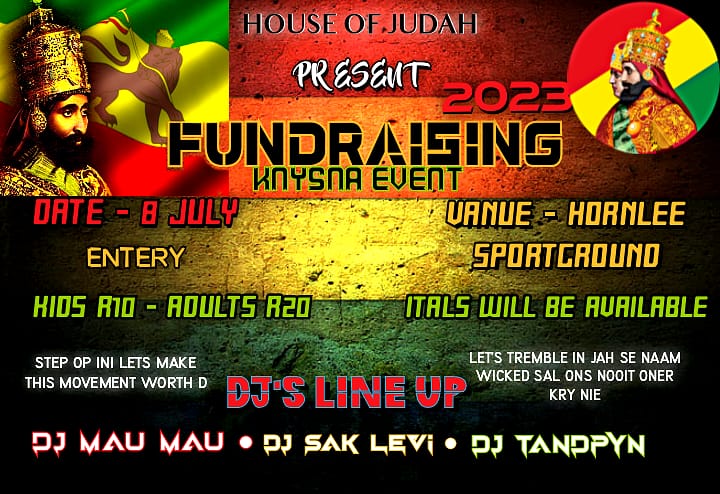 HOUSE OF JUDAH
PRESENT
2023
FUNDRAISING
KNYSNA EVENT
DATE - 8 JULY
VANUE - HORNLEE
SPORTGROUND
ENTERY
KIDS R10 - ADULTS R20
ITALS WILL BE AVAILABLE
STEP OP INI LETS MAKE
THIS MOVEMENT WORTH D
LET'S TREMBLE IN JAH SE NAAM
WICKED SAL ONS NOOIT ONER
KRY NIE
DJ'S LINE UP
DJ MAU MAU • DJ SAK LEVI • DJ TANDPYN